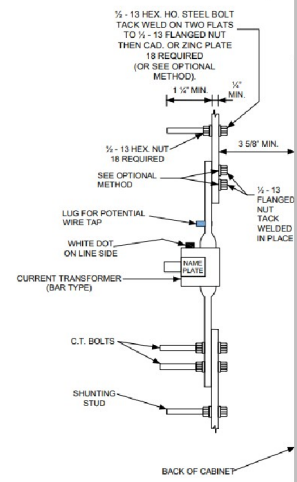 ½ - 13 HEX. HO. STEEL BOLT
TACK WELD ON TWO FLATS
TO ½ - 13 FLANGED NUT
THEN CAD. OR ZINC PLATE
18 REQUIRED
(OR SEE OPTIONAL
METHOD).
1 ¼" MIN.
¼"
MIN.
3 5/8" MIN.
½ - 13 HEX. NUT
18 REQUIRED
SEE OPTIONAL
METHOD
½ - 13
FLANGED
NUT
TACK
WELDED
IN PLACE
LUG FOR POTENTIAL
WIRE TAP
WHITE DOT
ON LINE SIDE
NAME
PLATE
CURRENT TRANSFORMER
(BAR TYPE)
C.T. BOLTS
SHUNTING
STUD
BACK OF CABINET